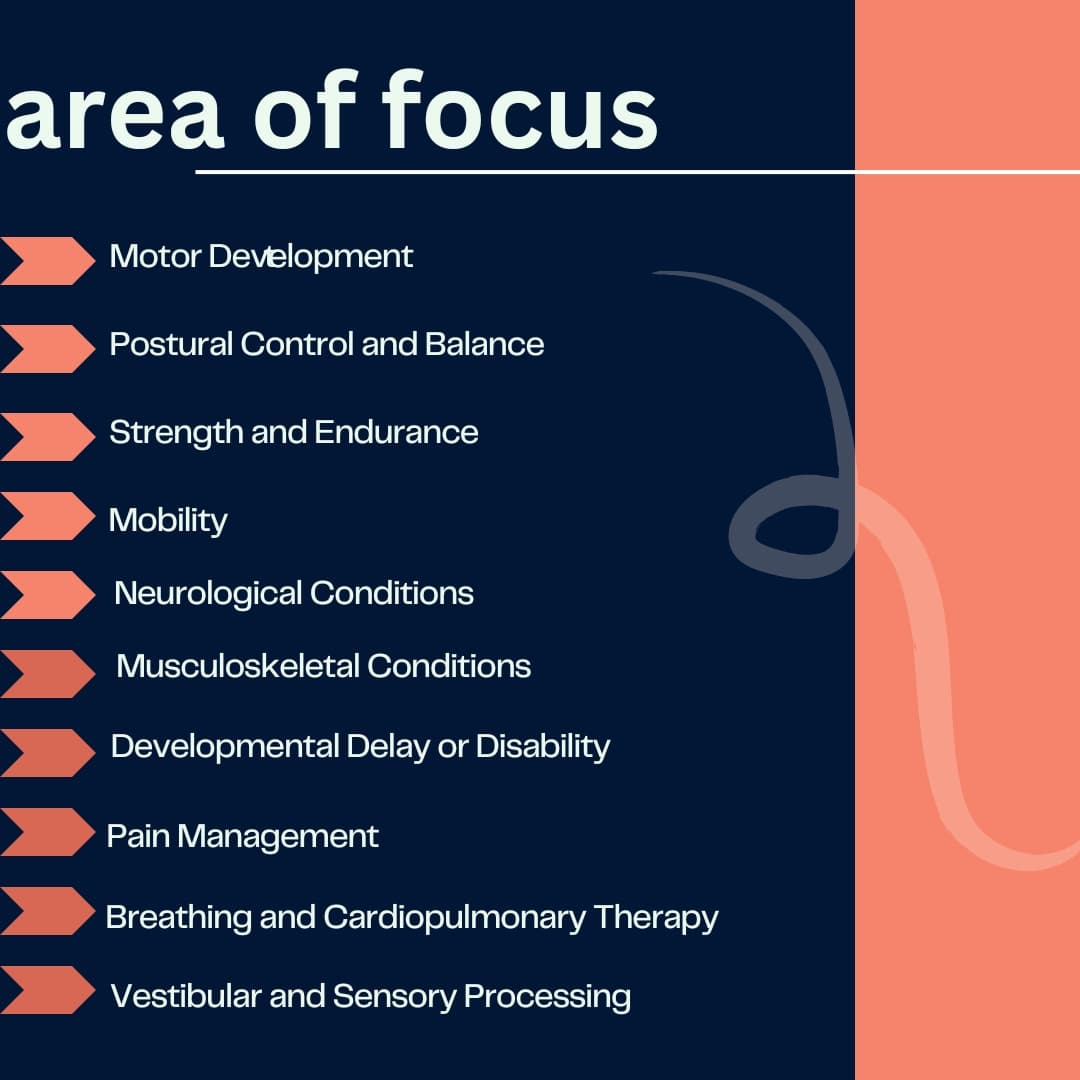 area of focus
Motor Devtelopment
Postural Control and Balance
Strength and Endurance
Mobility
Neurological Conditions
Musculoskeletal Conditions
Developmental Delay or Disability
Pain Management
Breathing and Cardiopulmonary Therapy
Vestibular and Sensory Processing